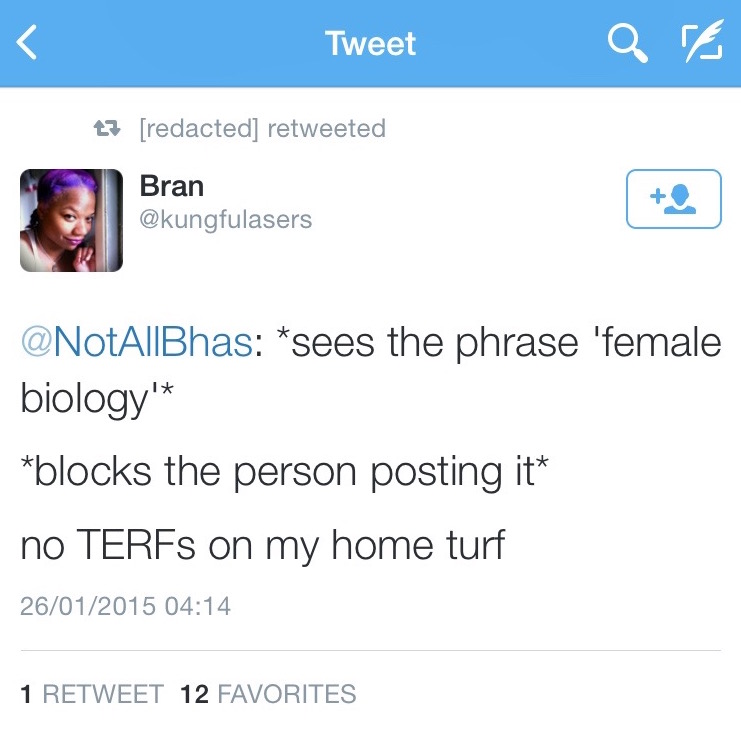 Tweet
[redacted] retweeted
Bran
@kungfulasers
@NotAllBhas: *sees the phrase 'female
biology'*
*blocks the person posting it*
no TERFs on my home turf
26/01/2015 04:14
1 RETWEET 12 FAVORITES